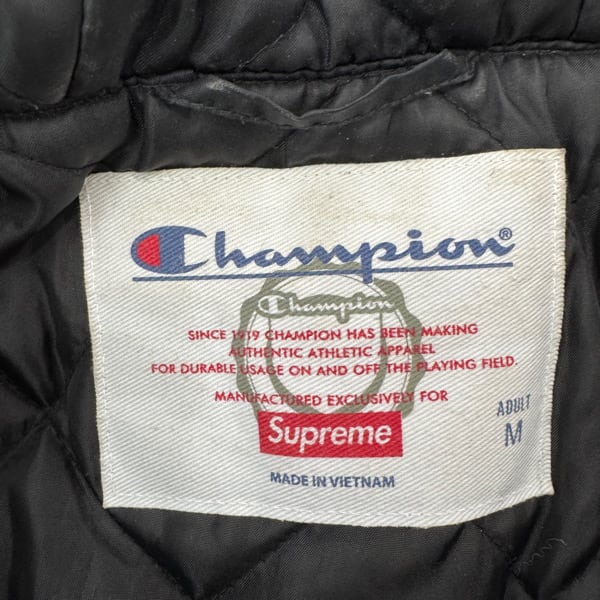 Champion®
Champion
SINCE 1919 CHAMPION HAS BEEN MAKING
AUTHENTIC ATHLETIC APPAREL
FOR DURABLE USAGE ON AND OFF THE PLAYING FIELD.
MANUFACTURED EXCLUSIVELY FOR
Supreme
ADULT
M
MADE IN VIETNAM